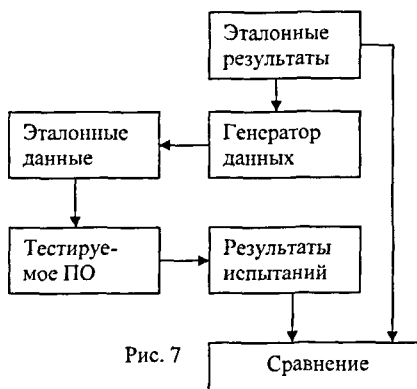 Эталонные
результаты
Эталонные
данные
Генератор
данных
Тестируе-
мое ПО
Результаты
испытаний
Рис. 7
Сравнение